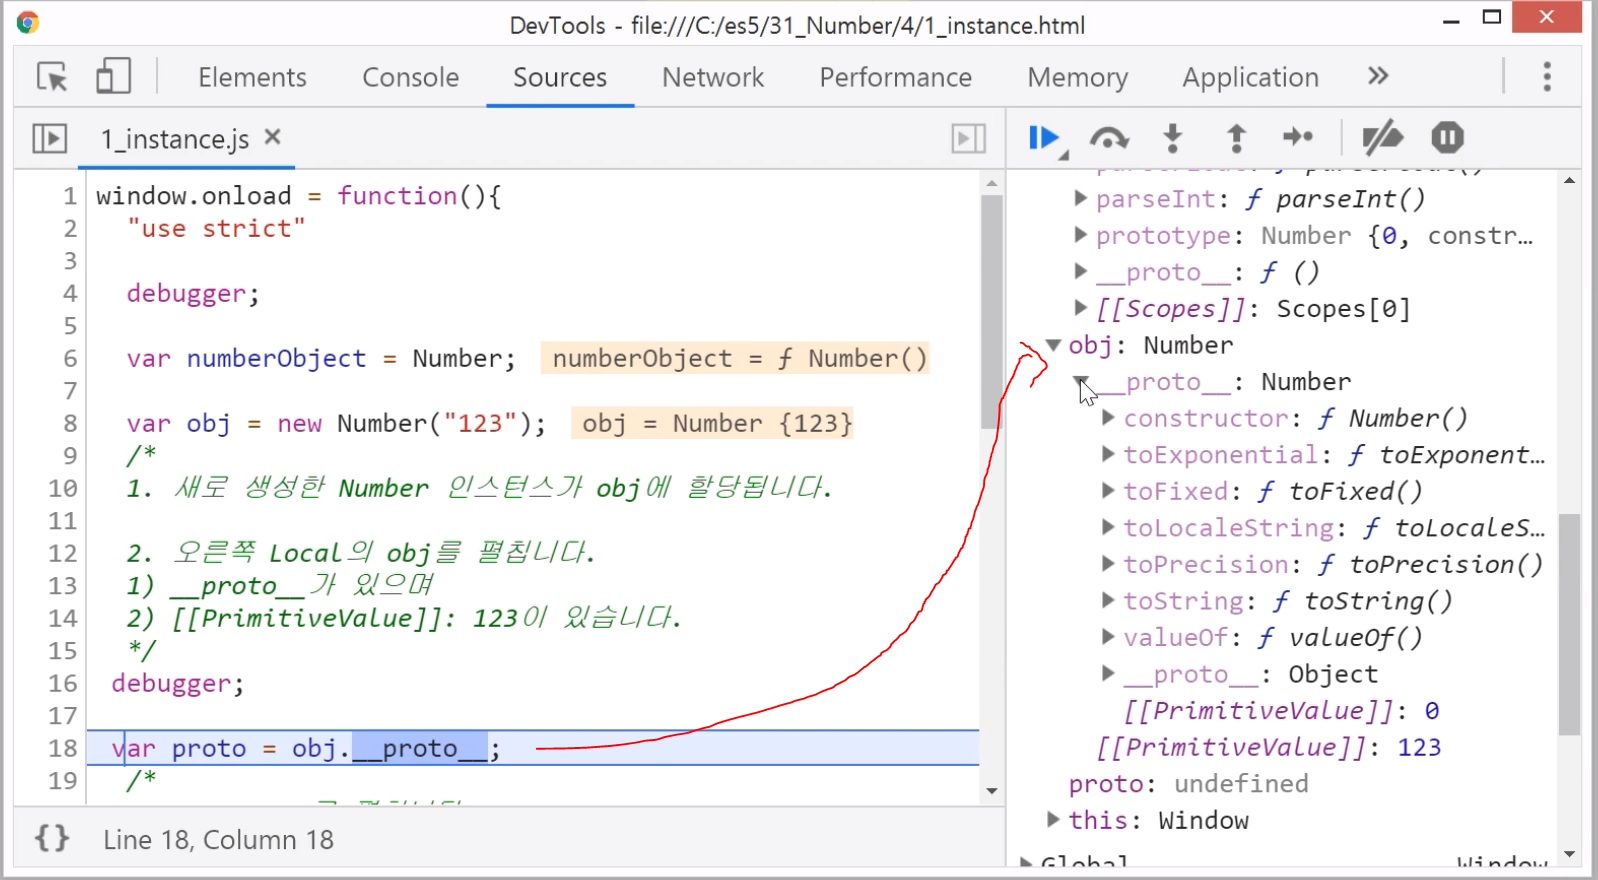 DevTools - file:///C:/es5/31_Number/4/1_instance.html
Elements Console Sources Network Performance Memory Application »
1_instance.js ×
1 window.onload = function(){
2 "use strict"
3
4 debugger;
5
6 var numberObject = Number; numberObject = ƒ Number()
7
8 var obj = new Number("123"); obj = Number {123}
9 /*
10 1. 새로 생성한 Number 인스턴스가 obj에 할당됩니다.
11
12 2. 오른쪽 Local의 obj를 펼칩니다.
13 1) __proto__가 있으며
14 2) [[PrimitiveValue]]: 123이 있습니다.
15 */
16 debugger;
17
18 var proto = obj.__proto__;
19 /*
{} Line 18, Column 18
parseInt: ƒ parseInt()
prototype: Number {0, constr…
__proto__: ƒ ()
[[Scopes]]: Scopes[0]
obj: Number
__proto__: Number
constructor: ƒ Number()
toExponential: ƒ toExponent…
toFixed: ƒ toFixed()
toLocaleString: ƒ toLocaleS…
toPrecision: ƒ toPrecision()
toString: ƒ toString()
valueOf: ƒ valueOf()
__proto__: Object
[[PrimitiveValue]]: 0
[[PrimitiveValue]]: 123
proto: undefined
this: Window
Global Window